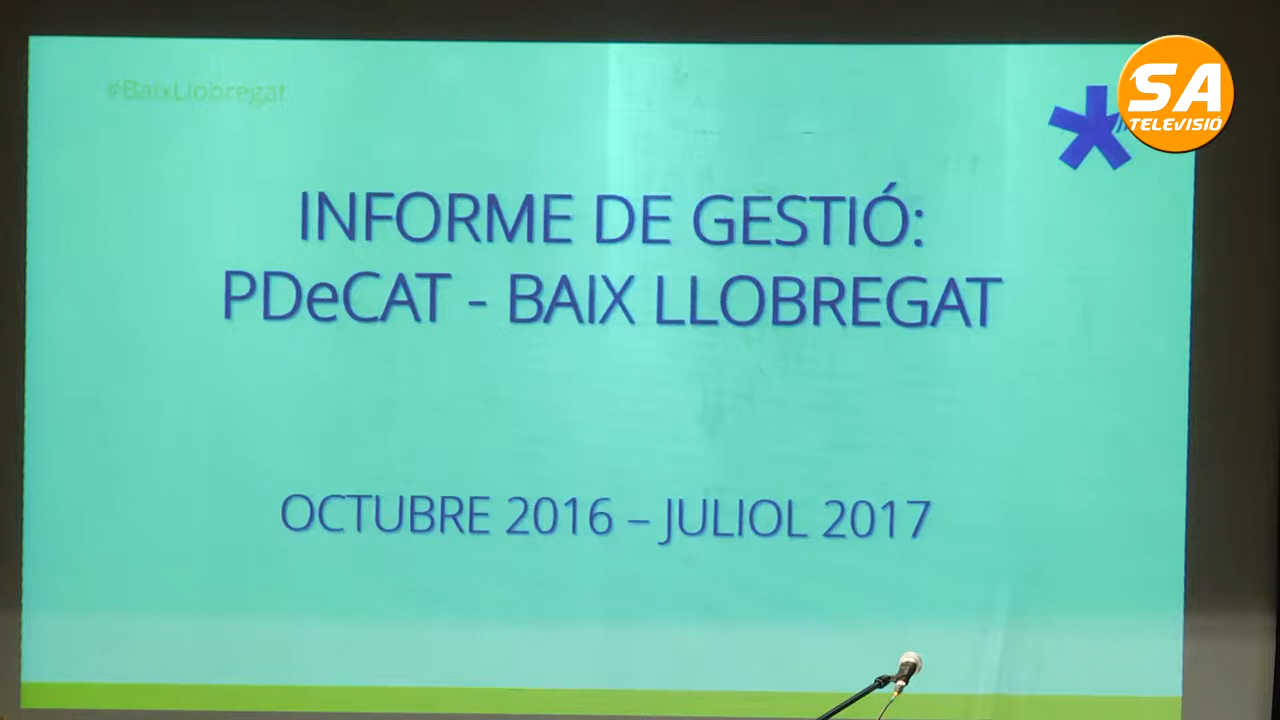 #BaixLlobregat
SA
TELEVISIÓ
INFORME DE GESTIÓ:
PDeCAT - BAIX LLOBREGAT
OCTUBRE 2016 – JULIOL 2017